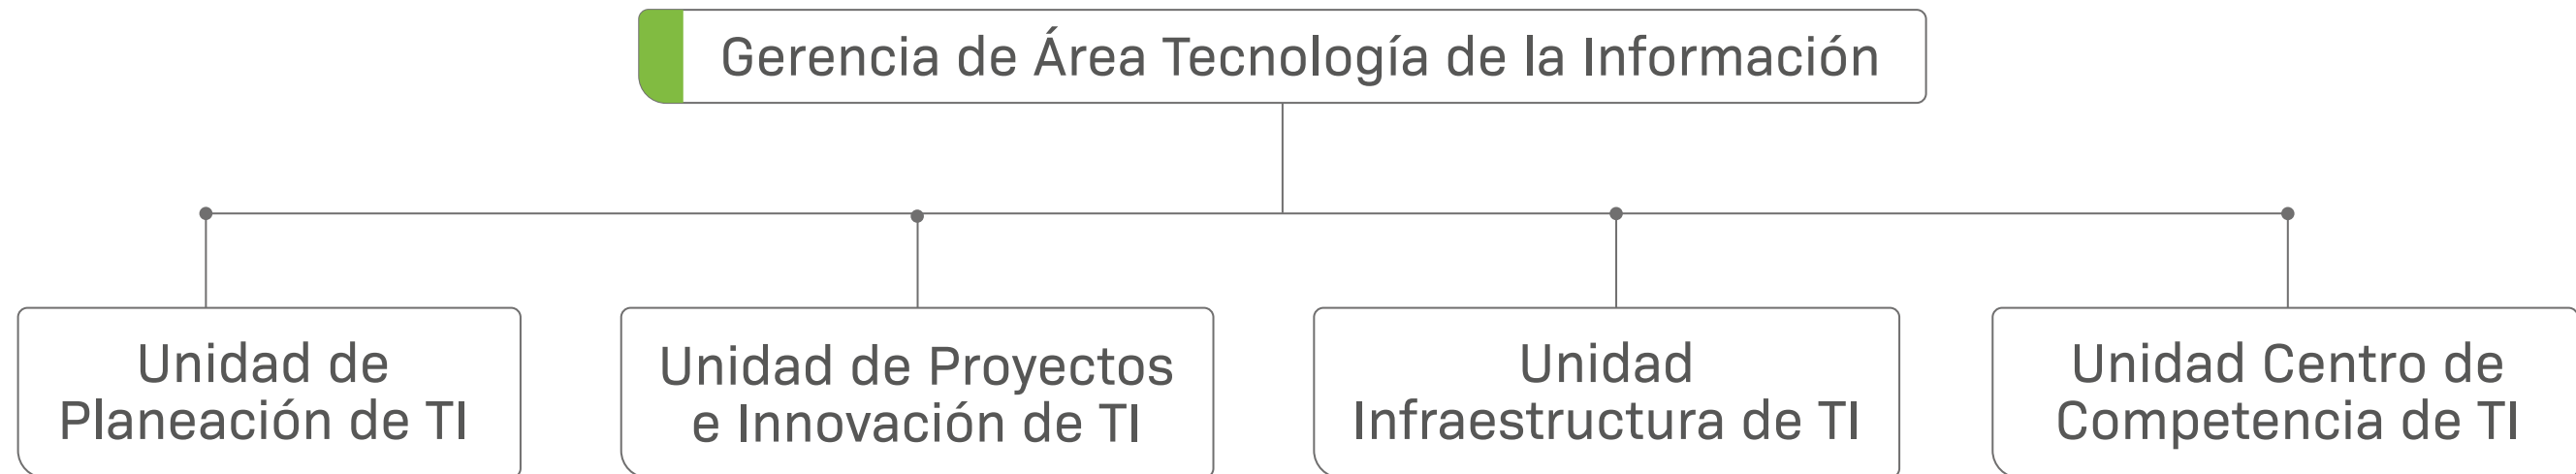 Gerencia de Área Tecnología de la Información
Unidad de
Planeación de TI
Unidad de Proyectos
e Innovación de TI
Unidad
Infraestructura de TI
Unidad Centro de
Competencia de TI